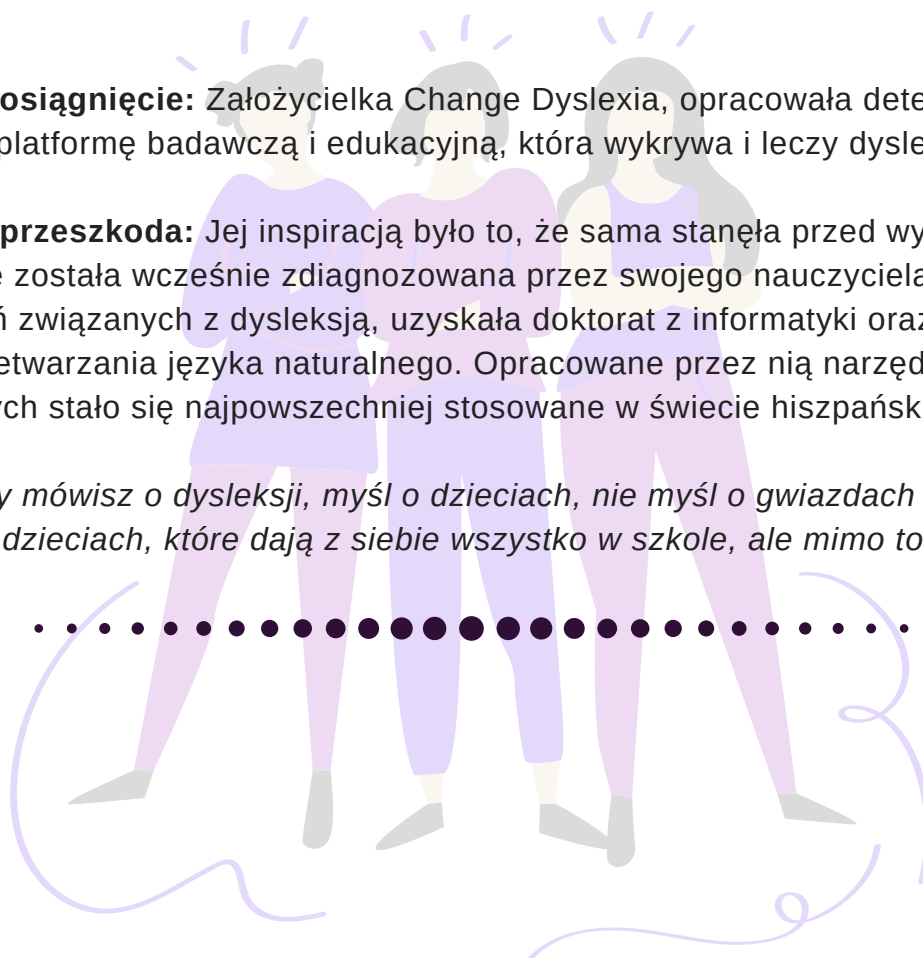 osiągnięcie: Założycielka Change Dyslexia, opracowała dete
platformę badawczą i edukacyjną, która wykrywa i leczy dysle
przeszkoda: Jej inspiracją było to, że sama stanęła przed wy
została wcześnie zdiagnozowana przez swojego nauczyciela
ń związanych z dysleksją, uzyskała doktorat z informatyki oraz
etwarzania języka naturalnego. Opracowane przez nią narzęd
ych stało się najpowszechniej stosowane w świecie hiszpańsk
y mówisz o dysleksji, myśl o dzieciach, nie myśl o gwiazdach
dzieciach, które dają z siebie wszystko w szkole, ale mimo to